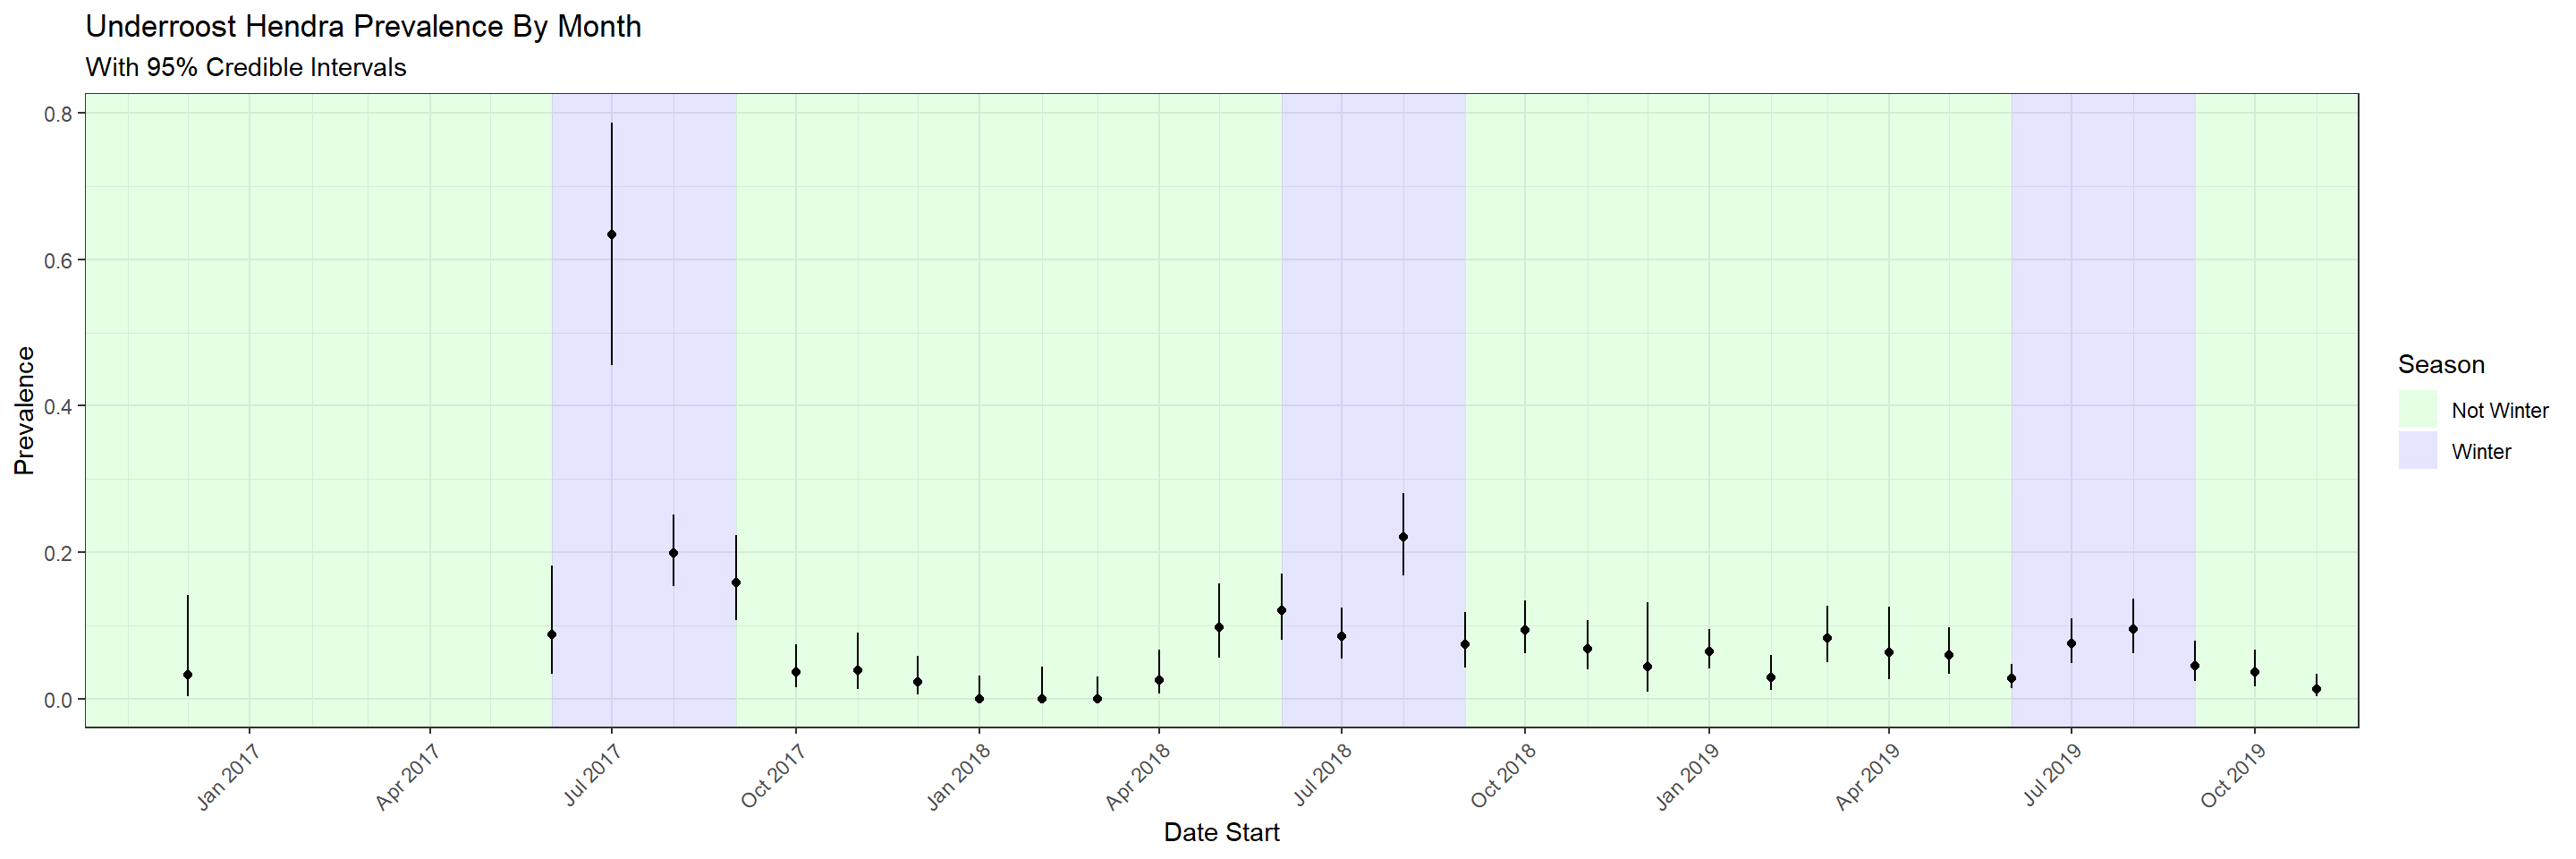 Underroost Hendra Prevalence By Month
With 95% Credible Intervals
Prevalence
0.8
0.6
0.4
0.2
0.0
Jan 2017
Apr 2017
Jul 2017
Oct 2017
Jan 2018
Apr 2018
Jul 2018
Oct 2018
Jan 2019
Apr 2019
Jul 2019
Oct 2019
Date Start
Season
Not Winter
Winter